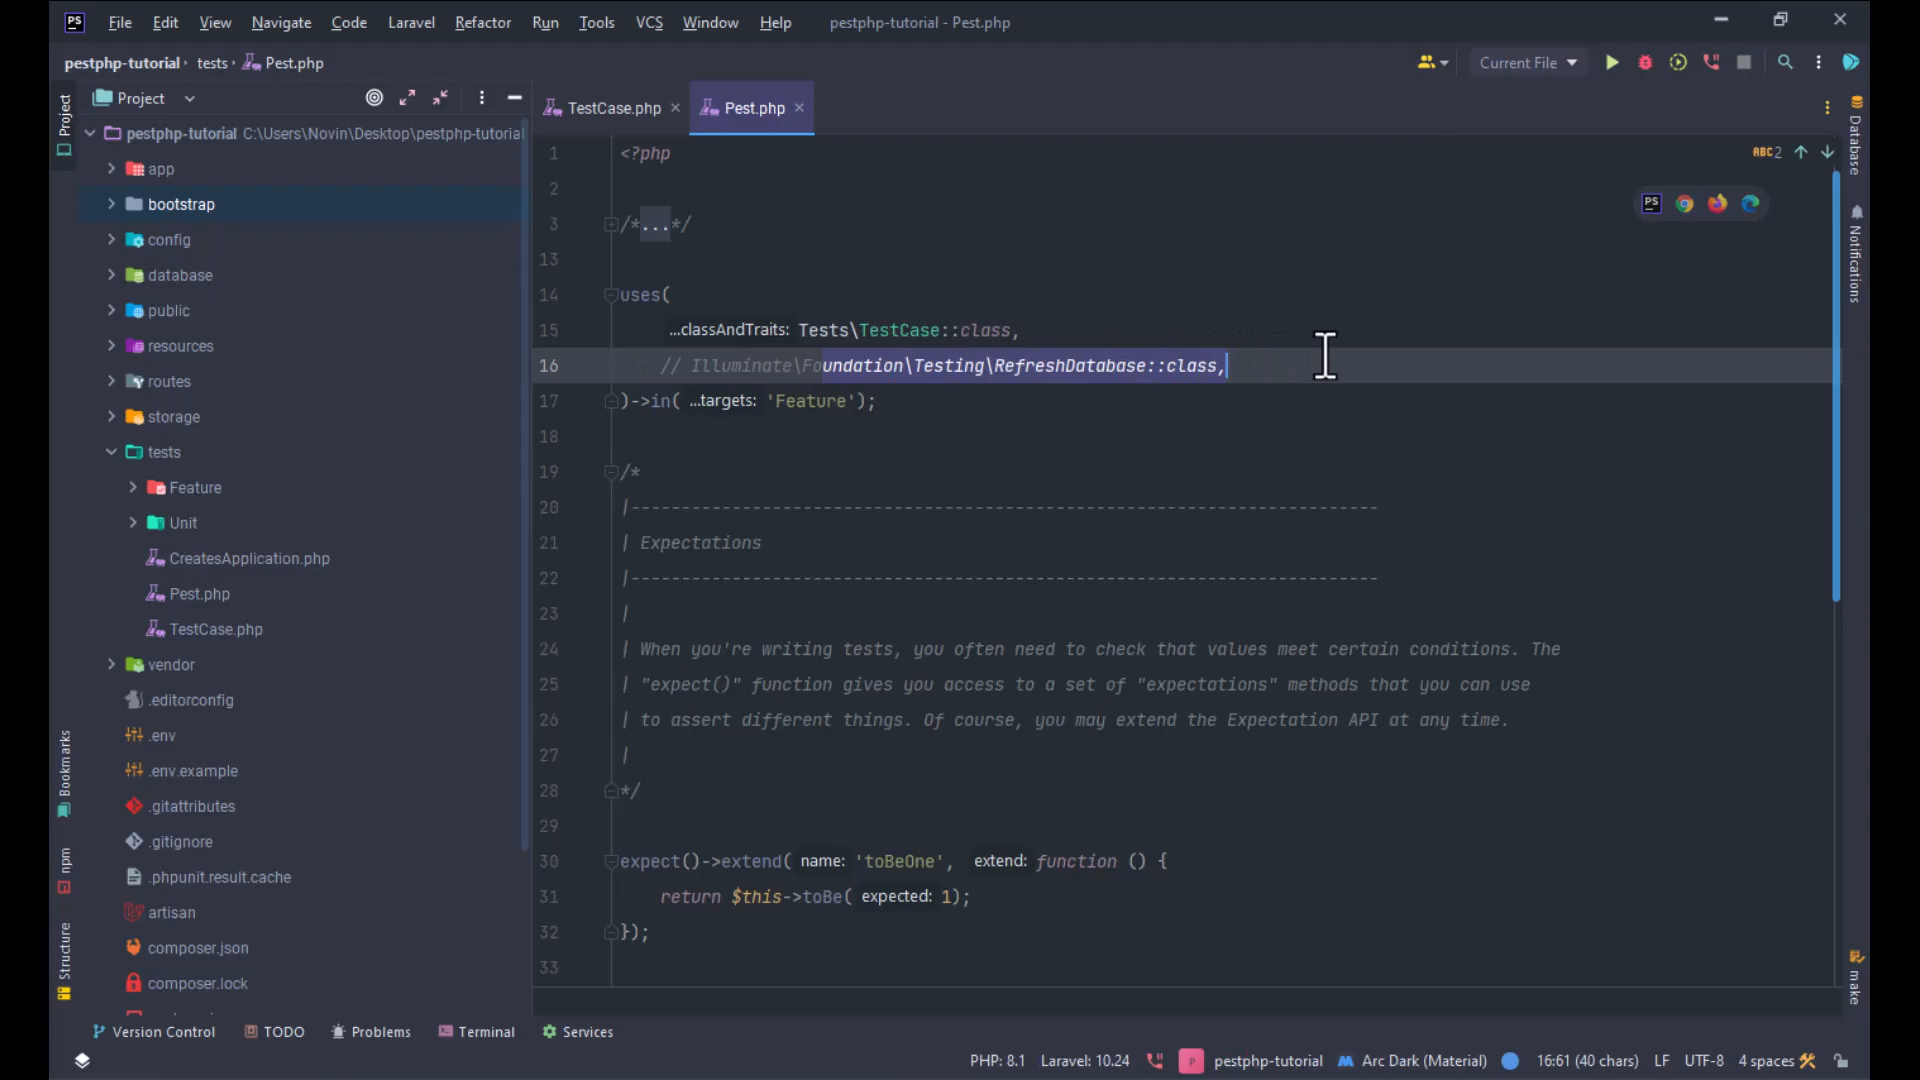 PS File Edit View Navigate Code Laravel Refactor Run Tools VCS Window Help pestphp-tutorial - Pest.php
pestphp-tutorial tests Pest.php Current File
Project Project TestCase.php Pest.php Database
pestphp-tutorial C:\Users\Novin\Desktop\pestphp-tutorial
app
bootstrap
config
database
public
resources
routes
storage
tests
Feature
Unit
CreatesApplication.php
Pest.php
TestCase.php
vendor
.editorconfig
.env
.env.example
.gitattributes
.gitignore
.phpunit.result.cache
artisan
composer.json
composer.lock
Bookmarks
npm
Structure
1 <?php
ABC 2
2
PS
3 /*...*/
Notifications
13
14 uses(
15 ...classAndTraits: Tests\TestCase::class,
16 // Illuminate\Foundation\Testing\RefreshDatabase::class,
17 )->in( ...targets: 'Feature');
18
19 /*
20 |--------------------------------------------------------------------------
21 | Expectations
22 |--------------------------------------------------------------------------
23 |
24 | When you're writing tests, you often need to check that values meet certain conditions. The
25 | "expect()" function gives you access to a set of "expectations" methods that you can use
26 | to assert different things. Of course, you may extend the Expectation API at any time.
27 |
28 */
29
30 expect()->extend( name: 'toBeOne', extend: function () {
31 return $this->toBe( expected: 1);
32 });
33
make
Version Control TODO Problems Terminal Services
PHP: 8.1 Laravel: 10.24 P pestphp-tutorial Arc Dark (Material) 16:61 (40 chars) LF UTF-8 4 spaces